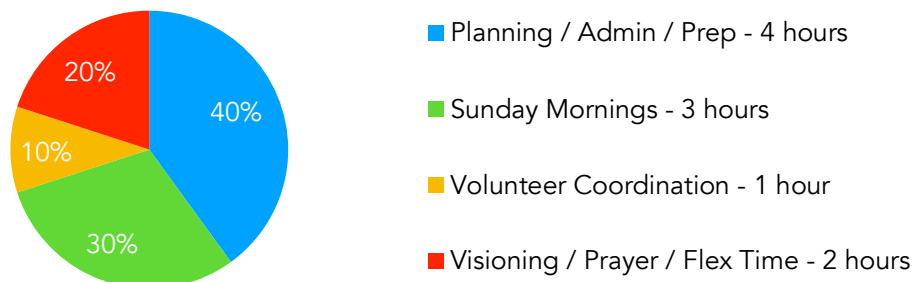 20%
40%
10%
30%
Planning / Admin / Prep - 4 hours
Sunday Mornings - 3 hours
Volunteer Coordination - 1 hour
Visioning / Prayer / Flex Time - 2 hours